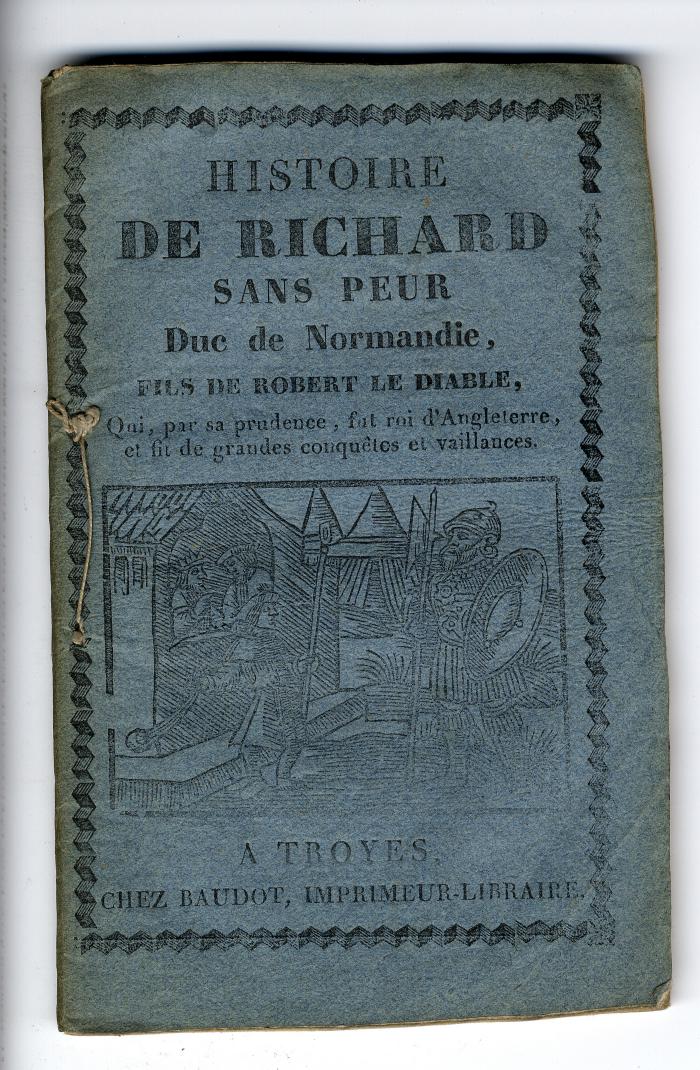 HISTOIRE
DE RICHARD
SANS PEUR
Duc de Normandie,
FILS DE ROBERT LE DIABLE,
Qui, par sa prudence, fut roi d'Angleterre,
et fit de grandes conquêtes et vaillances.
A TROYES,
CHEZ BAUDOT, IMPRIMEUR-LIBRAIRE.